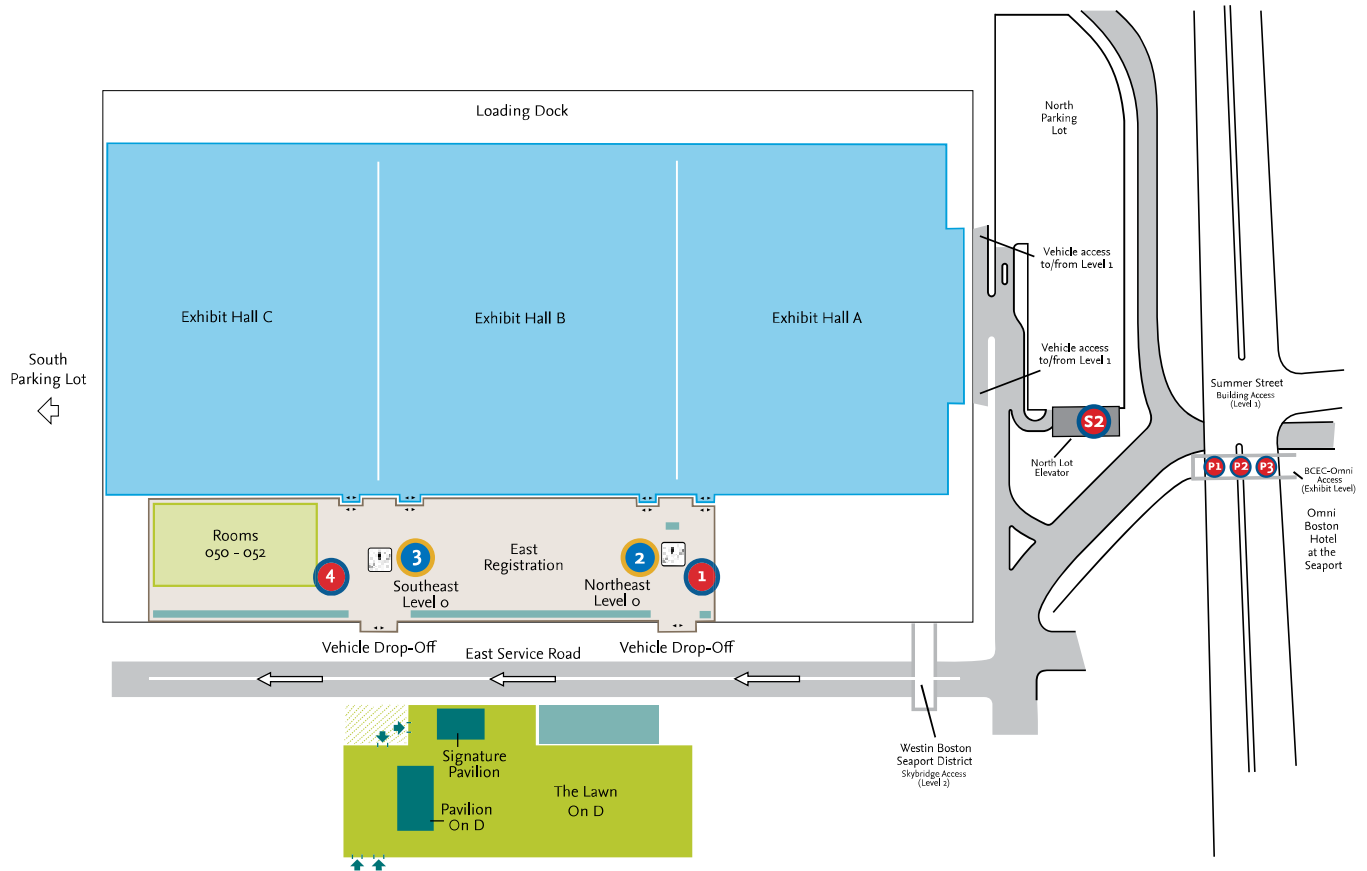 Loading Dock
North
Parking
Lot
Vehicle access
to/from Level 1
Exhibit Hall C
Exhibit Hall B
Exhibit Hall A
Vehicle access
to/from Level 1
South
Parking Lot
Summer Street
Building Access
(Level 1)
S2
North Lot
Elevator
P1
P2
P3
BCEC-Omni
Access
(Exhibit Level)
Omni
Boston
Hotel
at the
Seaport
Rooms
050 - 052
4
3
Southeast
Level 0
East
Registration
2
Northeast
Level 0
1
Vehicle Drop-Off
East Service Road
Vehicle Drop-Off
Signature
Pavilion
Pavilion
On D
The Lawn
On D
Westin Boston
Seaport District
Skybridge Access
(Level 2)